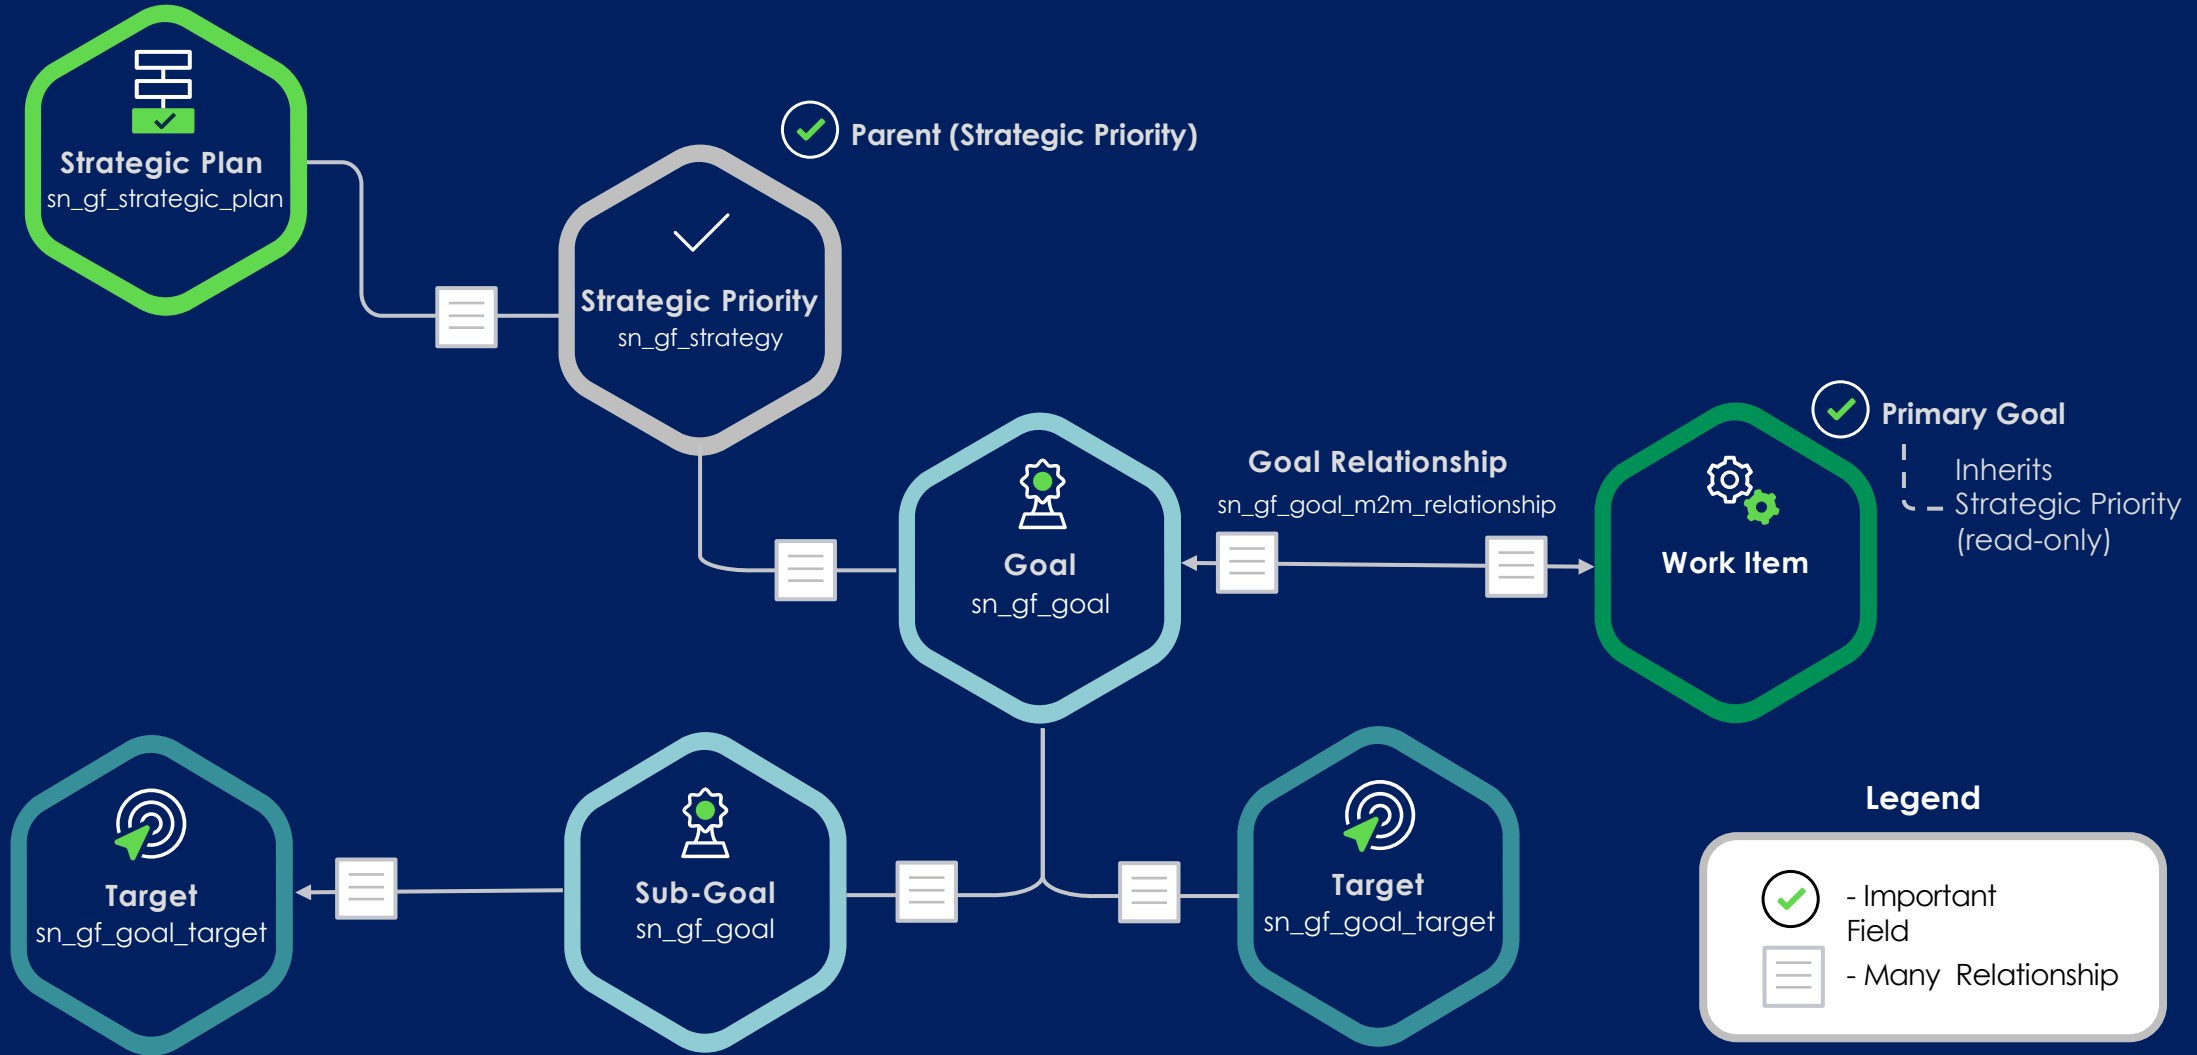 Strategic Plan
sn_gf_strategic_plan
Parent (Strategic Priority)
Strategic Priority
sn_gf_strategy
Primary Goal
Inherits
Strategic Priority
(read-only)
Goal Relationship
sn_gf_goal_m2m_relationship
Goal
sn_gf_goal
Work Item
Target
sn_gf_goal_target
Sub-Goal
sn_gf_goal
Target
sn_gf_goal_target
Legend
- Important
Field
- Many Relationship